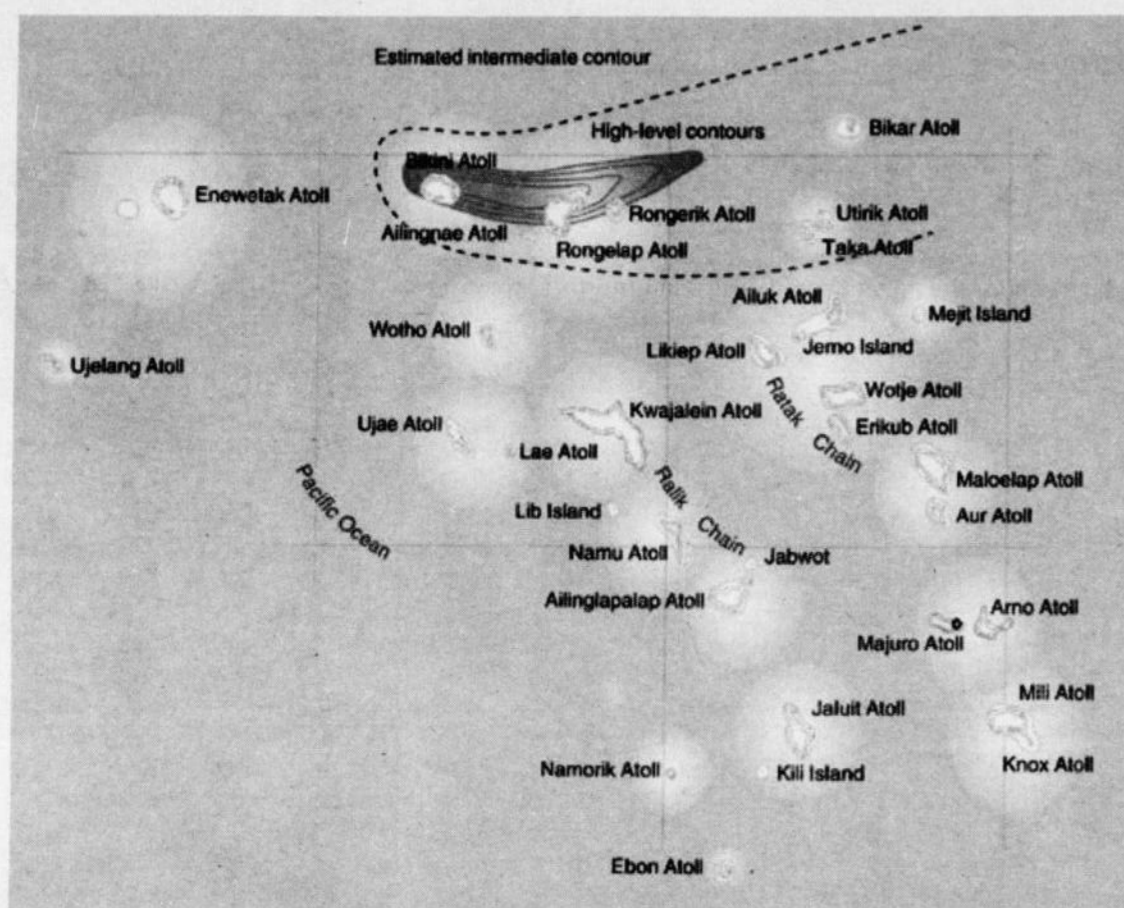 Estimated intermediate contour
High-level contours
Bikar Atoll
Bikini Atoll
Enewetak Atoll
Rongerik Atoll
Utirik Atoll
Ailingnae Atoll
Rongelap Atoll
Taka Atoll
Ailuk Atoll
Mejit Island
Wotho Atoll
Likiep Atoll
Jemo Island
Ujelang Atoll
Ratak Chain
Wotje Atoll
Kwajalein Atoll
Ujae Atoll
Erikub Atoll
Lae Atoll
Maloelap Atoll
Pacific Ocean
Ralik Chain
Lib Island
Aur Atoll
Namu Atoll
Jabwot
Ailinglapalap Atoll
Arno Atoll
Majuro Atoll
Mili Atoll
Jaluit Atoll
Namorik Atoll
Kili Island
Knox Atoll
Ebon Atoll